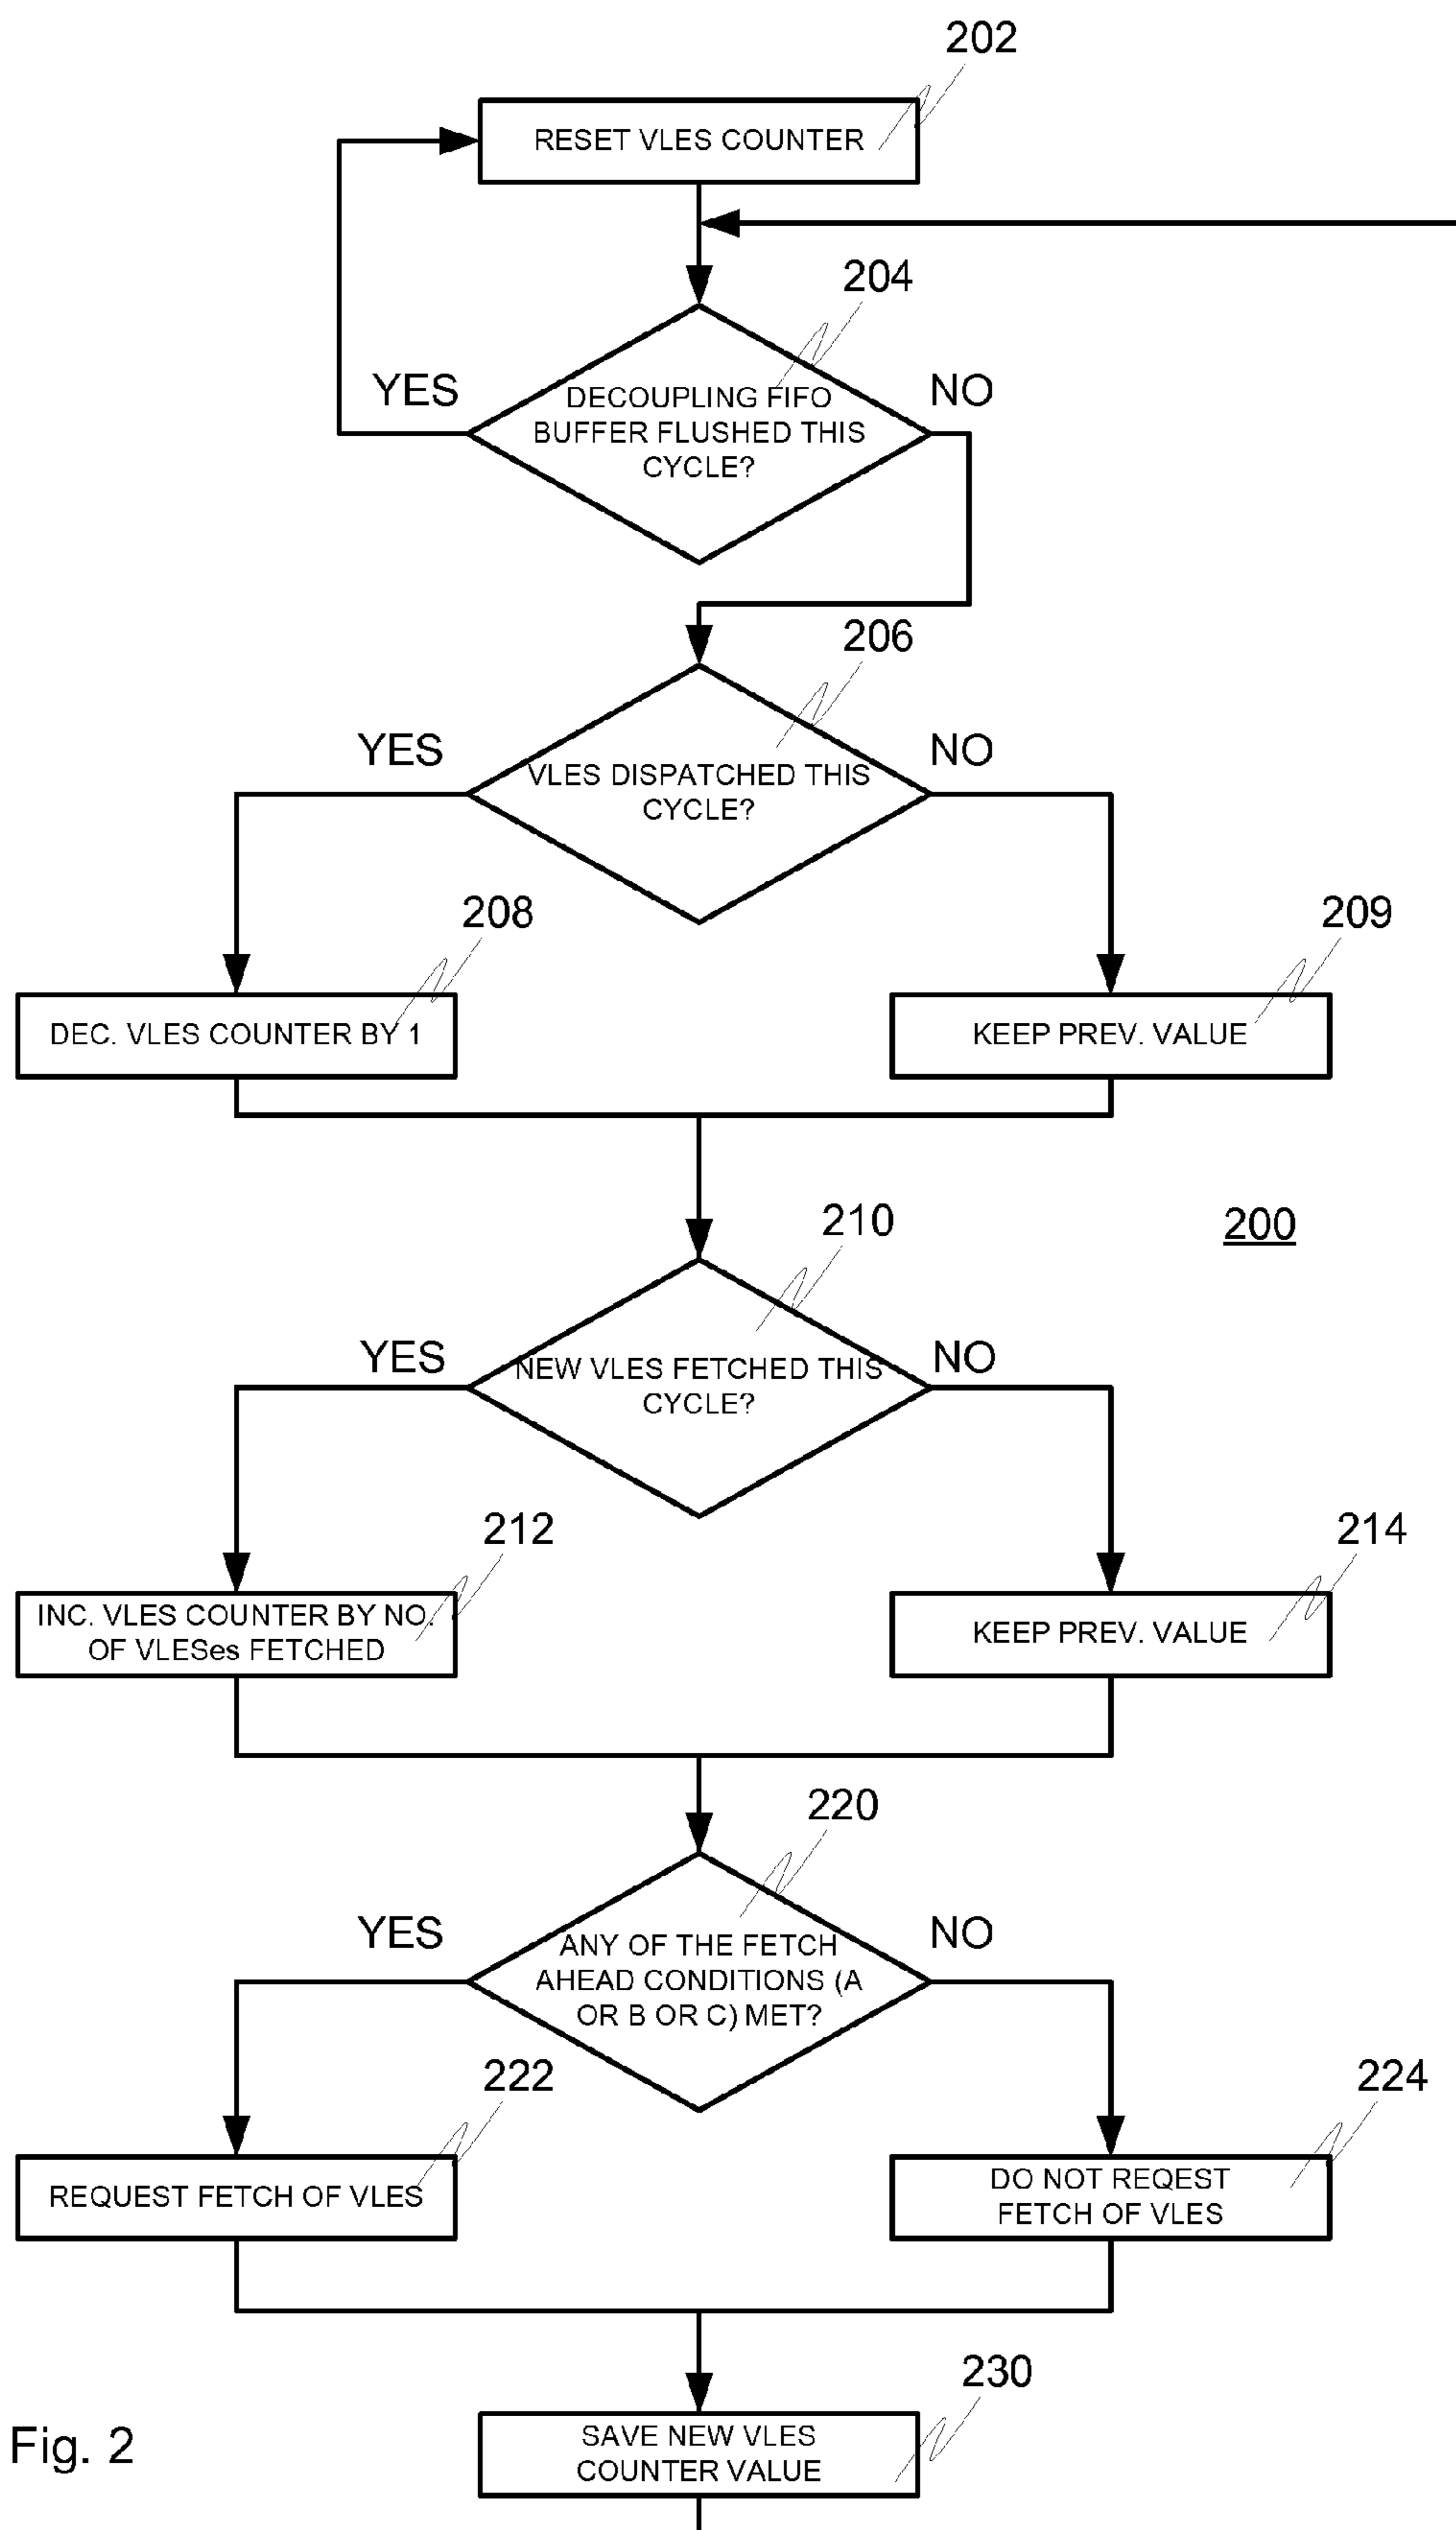 202
RESET VLES COUNTER
204
YES
NO
DECOUPLING FIFO
BUFFER FLUSHED THIS
CYCLE?
206
YES
NO
VLES DISPATCHED THIS
CYCLE?
208
209
DEC. VLES COUNTER BY 1
KEEP PREV. VALUE
210
200
YES
NO
NEW VLES FETCHED THIS
CYCLE?
212
214
INC. VLES COUNTER BY NO.
OF VLESes FETCHED
KEEP PREV. VALUE
220
YES
NO
ANY OF THE FETCH
AHEAD CONDITIONS (A
OR B OR C) MET?
222
224
REQUEST FETCH OF VLES
DO NOT REQEST
FETCH OF VLES
230
SAVE NEW VLES
COUNTER VALUE
Fig. 2